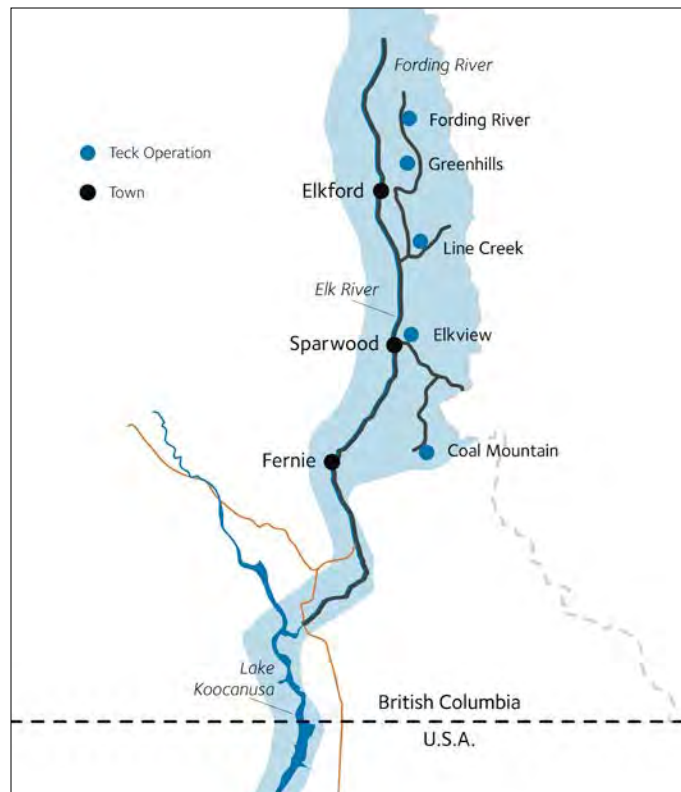 Fording River
Fording River
Teck Operation
Greenhills
Town
Elkford
Line Creek
Elk River
Elkview
Sparwood
Coal Mountain
Fernie
Lake
Koocanusa
British Columbia
U.S.A.